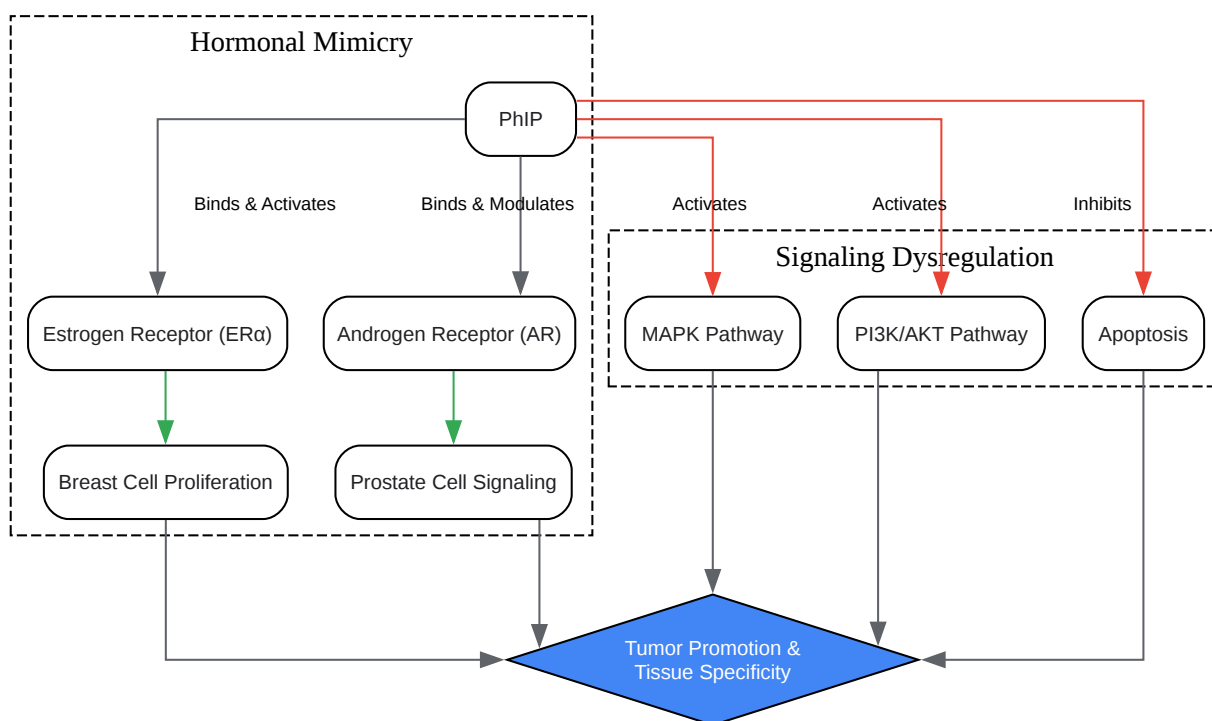 Hormonal Mimicry
PhIP
Binds & Activates
Binds & Modulates
Activates
Activates
Inhibits
Signaling Dysregulation
Estrogen Receptor (ERα)
Androgen Receptor (AR)
MAPK Pathway
PI3K/AKT Pathway
Apoptosis
Breast Cell Proliferation
Prostate Cell Signaling
Tumor Promotion &
Tissue Specificity